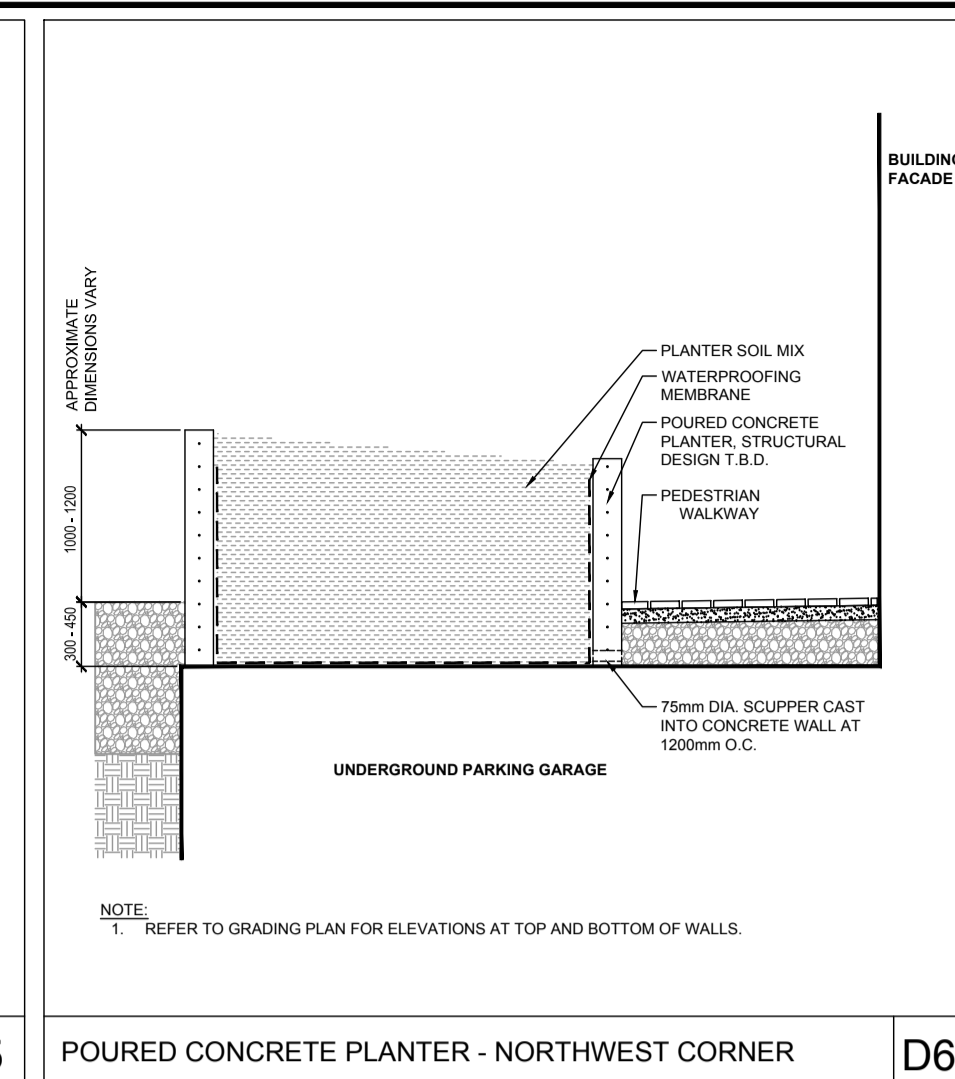 BUILDING
FACADE
APPROXIMATE
DIMENSIONS VARY
PLANTER SOIL MIX
WATERPROOFING
MEMBRANE
POURED CONCRETE
PLANTER, STRUCTURAL
DESIGN T.B.D.
PEDESTRIAN
WALKWAY
1000 - 1200
300 - 450
75mm DIA. SCUPPER CAST
INTO CONCRETE WALL AT
1200mm O.C.
UNDERGROUND PARKING GARAGE
NOTE:
1. REFER TO GRADING PLAN FOR ELEVATIONS AT TOP AND BOTTOM OF WALLS.
POURED CONCRETE PLANTER - NORTHWEST CORNER
D6